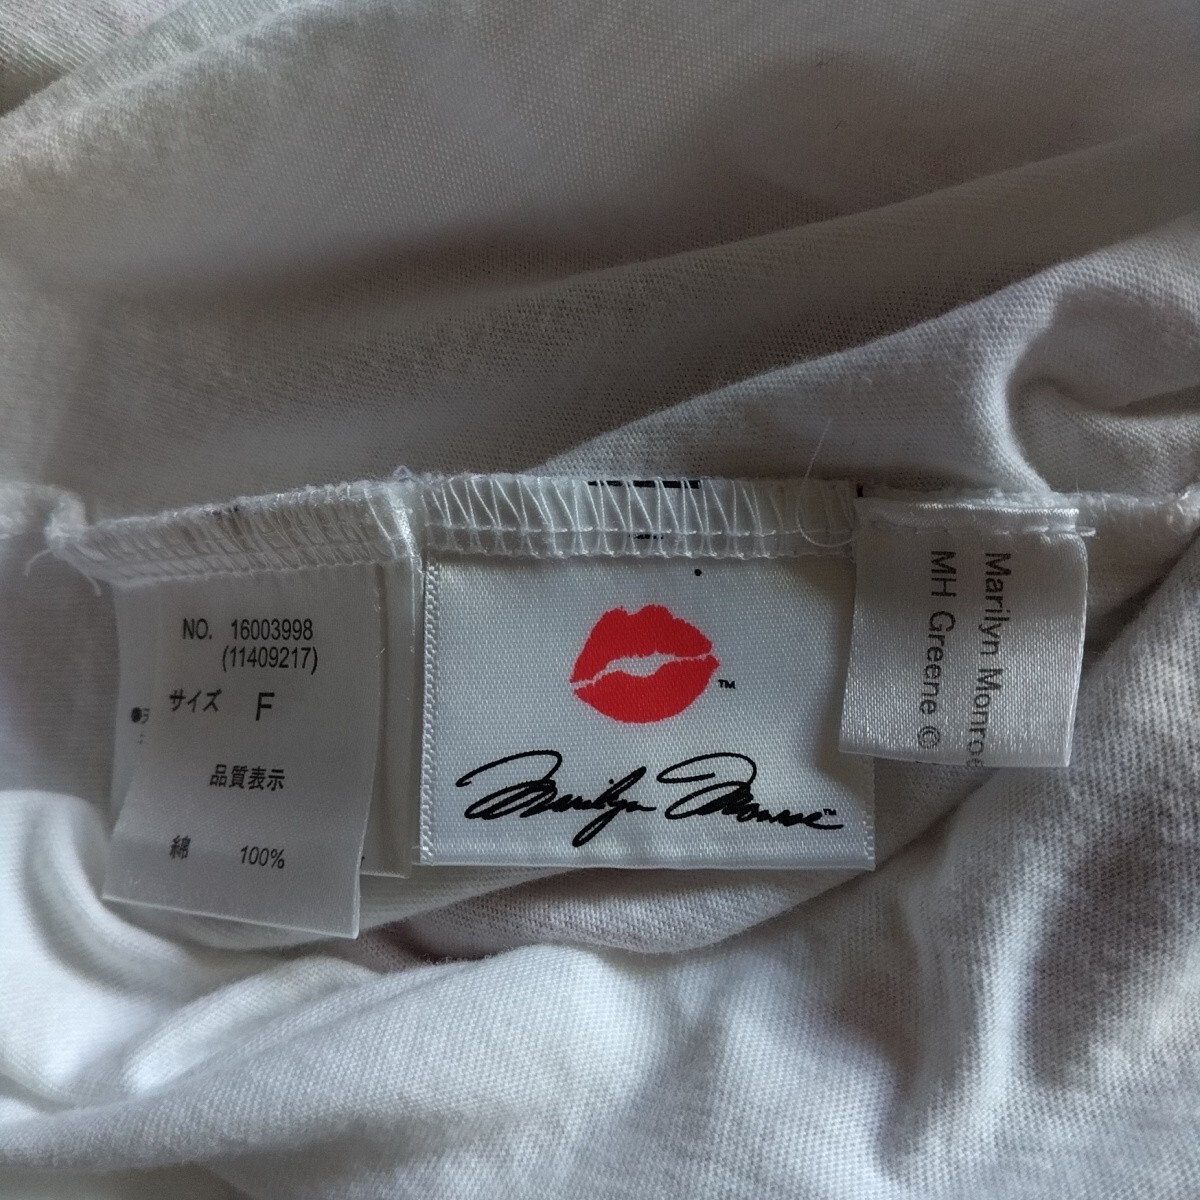 NO. 16003998
(11409217)
サイズ F
品質表示
綿 100%
TM
Marilyn Monroe TM
Marilyn Monroe
MH Greene ©